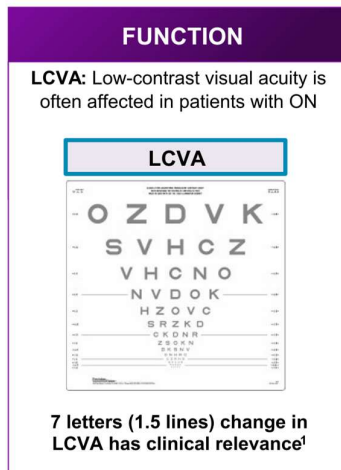 FUNCTION
LCVA: Low-contrast visual acuity is
often affected in patients with ON
LCVA
O Z D V K
S V H C Z
V H C N O
N V D O K
H Z O V C
S R Z K D
C K D N R
Z S O K N
7 letters (1.5 lines) change in
LCVA has clinical relevance¹